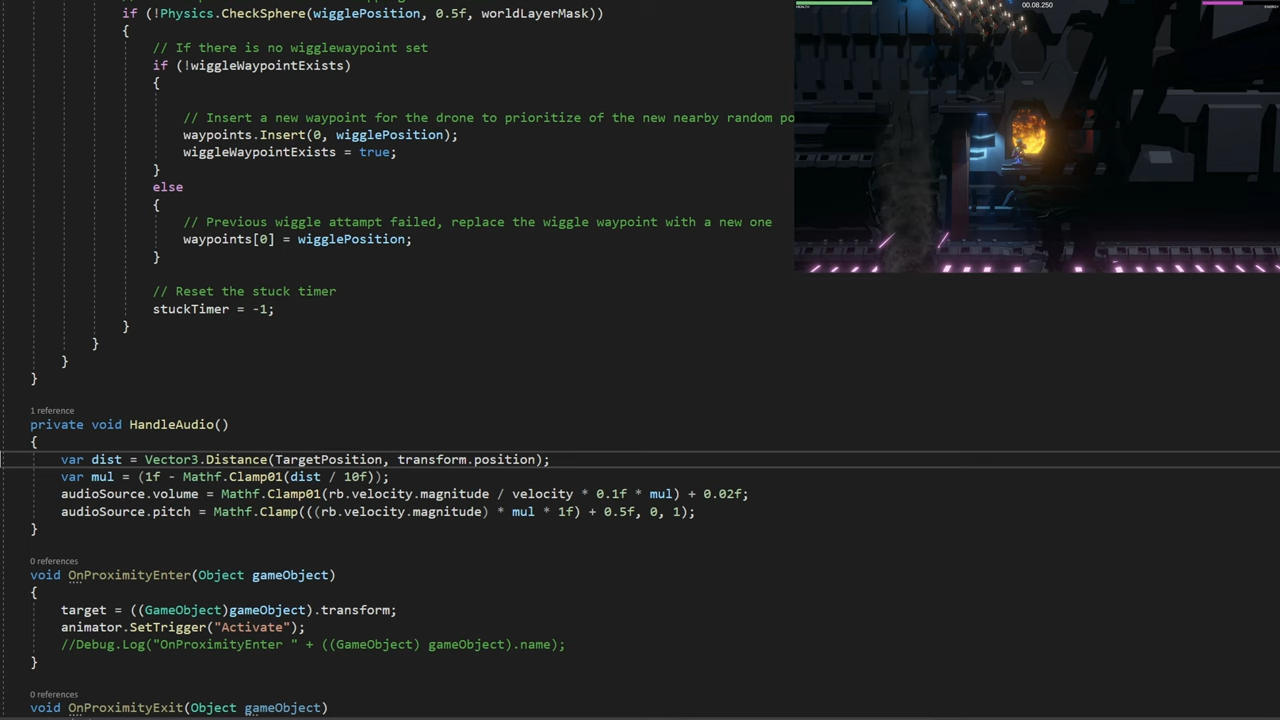 if (!Physics.CheckSphere(wigglePosition, 0.5f, worldLayerMask))
{
// If there is no wigglewaypoint set
if (!wiggleWaypointExists)
{
// Insert a new waypoint for the drone to prioritize of the new nearby random po
waypoints.Insert(0, wigglePosition);
wiggleWaypointExists = true;
}
else
{
// Previous wiggle attampt failed, replace the wiggle waypoint with a new one
waypoints[0] = wigglePosition;
}
// Reset the stuck timer
stuckTimer = -1;
}
}
}
}
1 reference
private void HandleAudio()
{
var dist = Vector3.Distance(TargetPosition, transform.position);
var mul = (1f - Mathf.Clamp01(dist / 10f));
audioSource.volume = Mathf.Clamp01(rb.velocity.magnitude / velocity * 0.1f * mul) + 0.02f;
audioSource.pitch = Mathf.Clamp(((rb.velocity.magnitude) * mul * 1f) + 0.5f, 0, 1);
}
0 references
void OnProximityEnter(Object gameObject)
{
target = ((GameObject)gameObject).transform;
animator.SetTrigger("Activate");
//Debug.Log("OnProximityEnter " + ((GameObject) gameObject).name);
}
0 references
void OnProximityExit(Object gameObject)
HEALTH
00.08.250
ENERGY